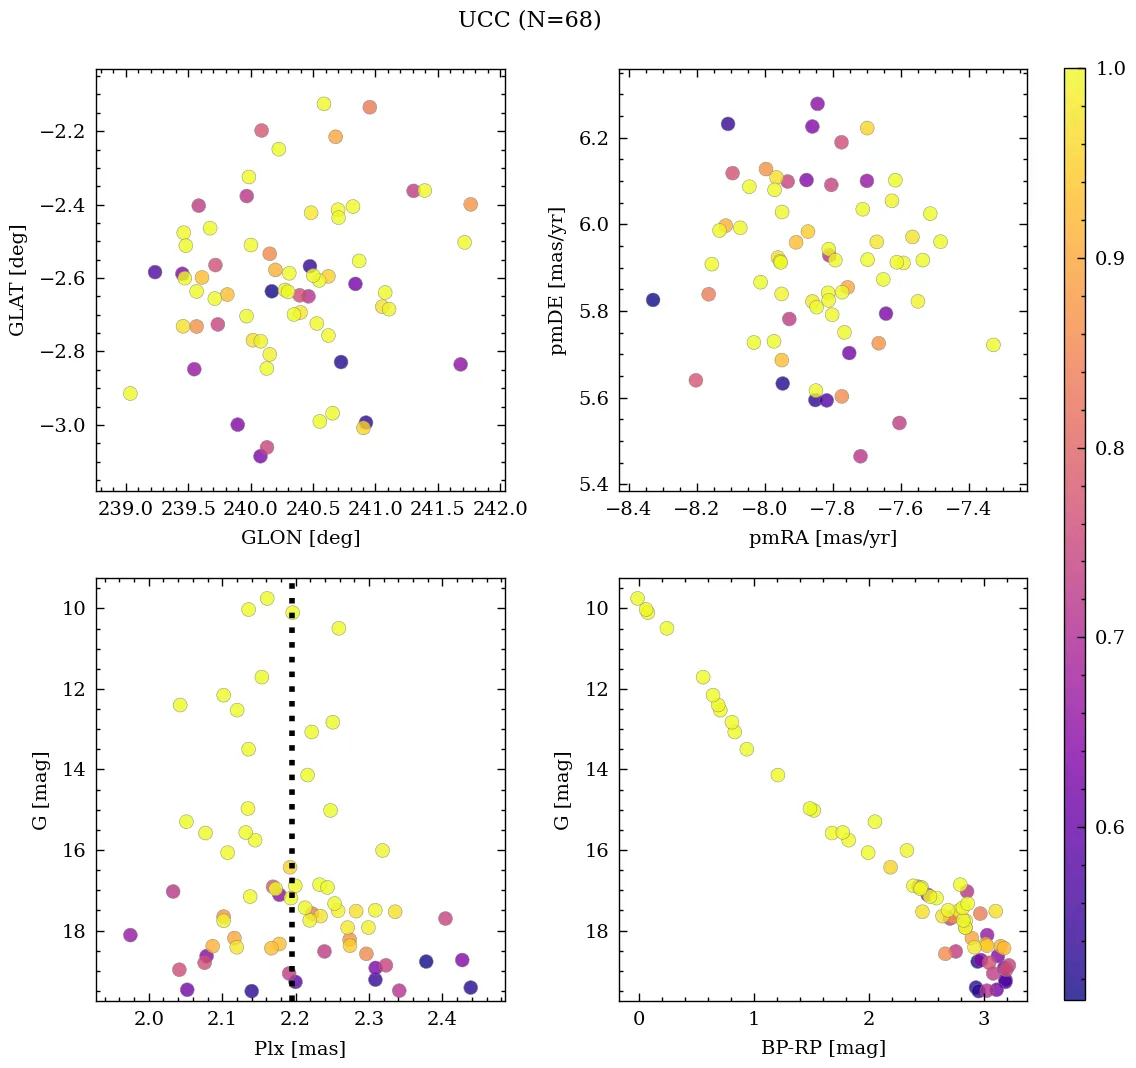 UCC (N=68)
−2.2
−2.4
−2.6
−2.8
−3.0
GLAT [deg]
239.0 239.5 240.0 240.5 241.0 241.5 242.0
GLON [deg]
6.2
6.0
5.8
5.6
5.4
pmDE [mas/yr]
−8.4 −8.2 −8.0 −7.8 −7.6 −7.4
pmRA [mas/yr]
1.0
0.9
0.8
0.7
0.6
10
12
14
16
18
G [mag]
2.0 2.1 2.2 2.3 2.4
Plx [mas]
10
12
14
16
18
G [mag]
0 1 2 3
BP-RP [mag]